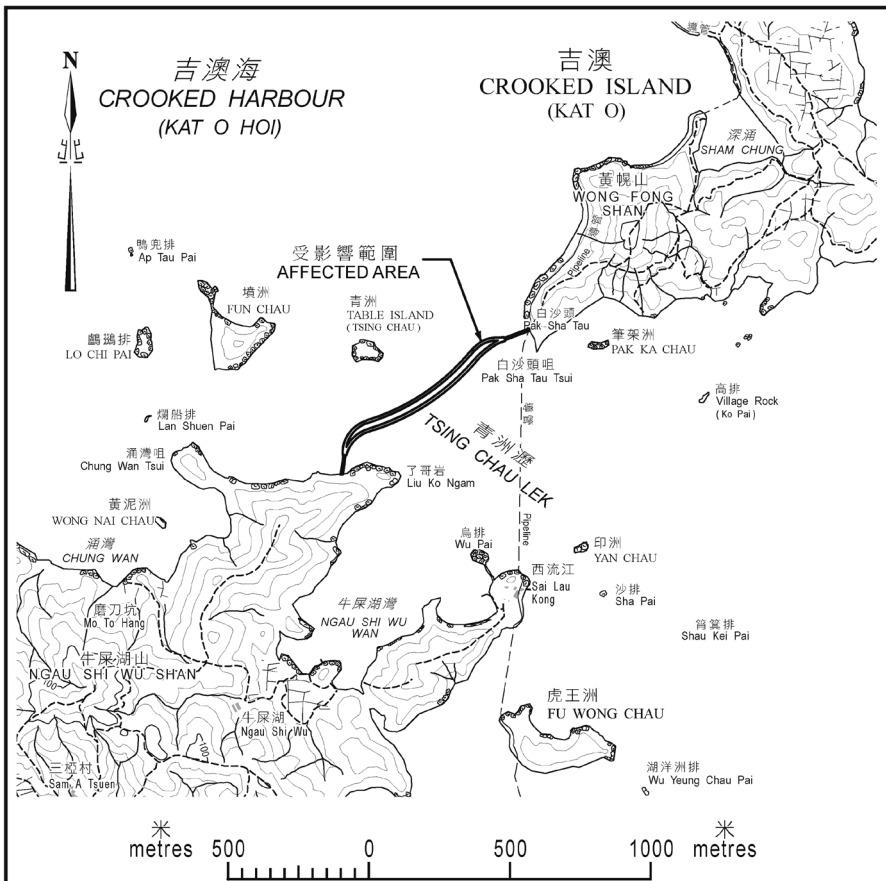 吉澳海
CROOKED HARBOUR
(KAT O HOI)
吉澳
CROOKED ISLAND
(KAT O)
N
深涌
SHAM CHUNG
黃幌山
WONG FONG
SHAN
導管
Pipeline
鴨兜排
Ap Tau Pai
受影響範圍
AFFECTED AREA
墳洲
FUN CHAU
青洲
TABLE ISLAND
(TSING CHAU)
白沙頭
Pak Sha Tau
筆架洲
PAK KA CHAU
鸕鶿排
LO CHI PAI
白沙頭咀
Pak Sha Tau Tsui
高排
Village Rock
(Ko Pai)
爛船排
Lan Shuen Pai
導管
青洲瀝
TSING CHAU LEK
涌灣咀
Chung Wan Tsui
了哥岩
Liu Ko Ngam
黃泥洲
WONG NAI CHAU
Pipeline
烏排
Wu Pai
印洲
YAN CHAU
涌灣
CHUNG WAN
西流江
Sai Lau
Kong
沙排
Sha Pai
磨刀坑
Mo To Hang
牛屎湖灣
NGAU SHI WU
WAN
筲箕排
Shau Kei Pai
牛屎湖山
NGAU SHI WU SHAN
100
虎王洲
FU WONG CHAU
牛屎湖
Ngau Shi Wu
100
三椏村
Sam A Tsuen
湖洋洲排
Wu Yeung Chau Pai
米
metres
500
0
500
1000
米
metres